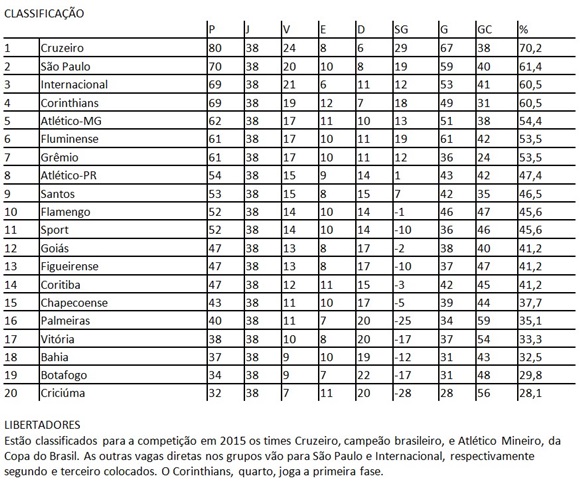 CLASSIFICAÇÃO
P J V E D SG G GC %
1 Cruzeiro 80 38 24 8 6 29 67 38 70,2
2 São Paulo 70 38 20 10 8 19 59 40 61,4
3 Internacional 69 38 21 6 11 12 53 41 60,5
4 Corinthians 69 38 19 12 7 18 49 31 60,5
5 Atlético-MG 62 38 17 11 10 13 51 38 54,4
6 Fluminense 61 38 17 10 11 19 61 42 53,5
7 Grêmio 61 38 17 10 11 12 36 24 53,5
8 Atlético-PR 54 38 15 9 14 1 43 42 47,4
9 Santos 53 38 15 8 15 7 42 35 46,5
10 Flamengo 52 38 14 10 14 -1 46 47 45,6
11 Sport 52 38 14 10 14 -10 36 46 45,6
12 Goiás 47 38 13 8 17 -2 38 40 41,2
13 Figueirense 47 38 13 8 17 -10 37 47 41,2
14 Coritiba 47 38 12 11 15 -3 42 45 41,2
15 Chapecoense 43 38 11 10 17 -5 39 44 37,7
16 Palmeiras 40 38 11 7 20 -25 34 59 35,1
17 Vitória 38 38 10 8 20 -17 37 54 33,3
18 Bahia 37 38 9 10 19 -12 31 43 32,5
19 Botafogo 34 38 9 7 22 -17 31 48 29,8
20 Criciúma 32 38 7 11 20 -28 28 56 28,1
LIBERTADORES
Estão classificados para a competição em 2015 os times Cruzeiro, campeão brasileiro, e Atlético Mineiro, da
Copa do Brasil. As outras vagas diretas nos grupos vão para São Paulo e Internacional, respectivamente
segundo e terceiro colocados. O Corinthians, quarto, joga a primeira fase.